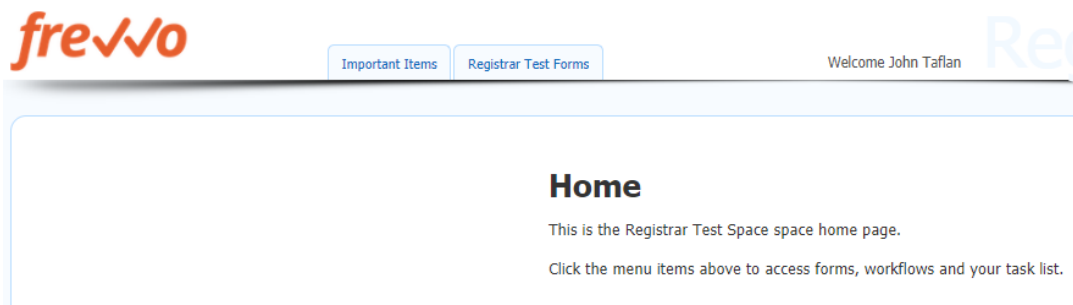 frevvo
Important Items
Registrar Test Forms
Welcome John Taflan
Home
This is the Registrar Test Space space home page.
Click the menu items above to access forms, workflows and your task list.